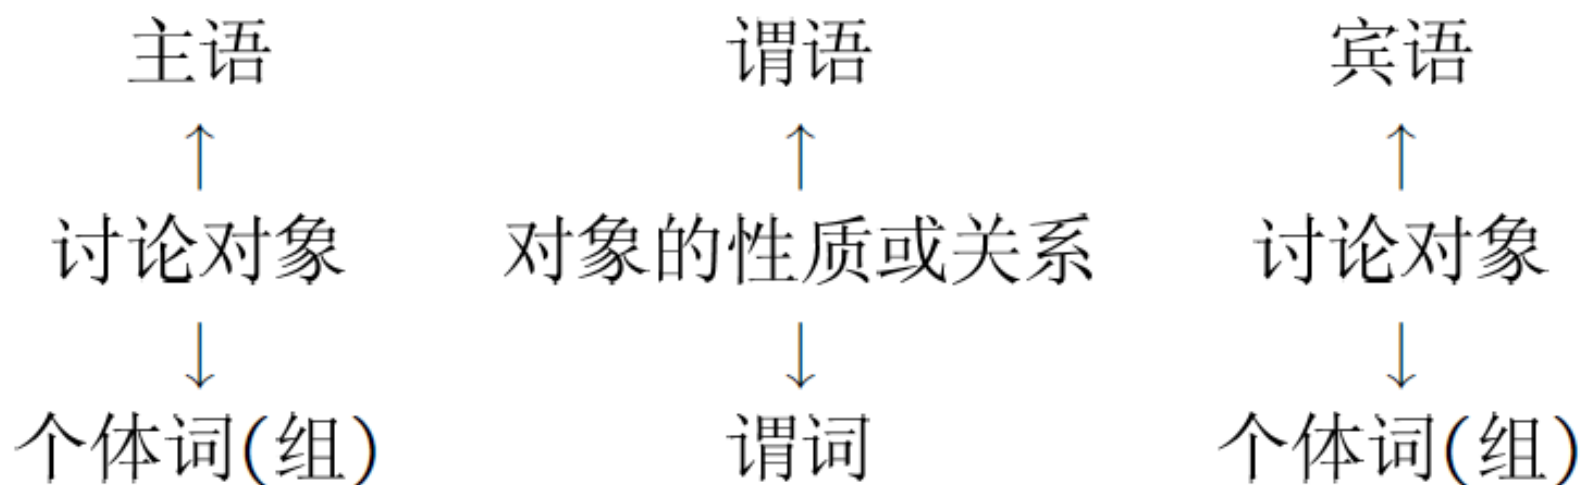 主语 谓语 宾语
↑ ↑ ↑
讨论对象 对象的性质或关系 讨论对象
↓ ↓ ↓
个体词(组) 谓词 个体词(组)